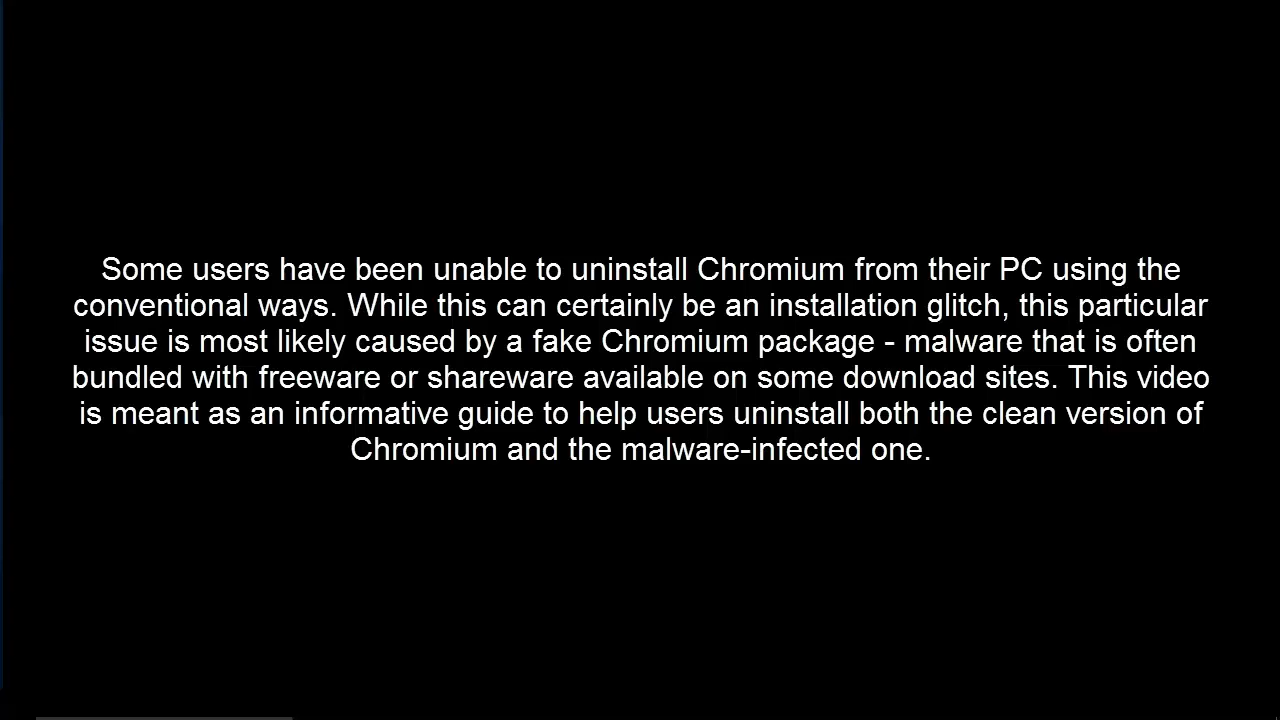 Some users have been unable to uninstall Chromium from their PC using the
conventional ways. While this can certainly be an installation glitch, this particular
issue is most likely caused by a fake Chromium package - malware that is often
bundled with freeware or shareware available on some download sites. This video
is meant as an informative guide to help users uninstall both the clean version of
Chromium and the malware-infected one.